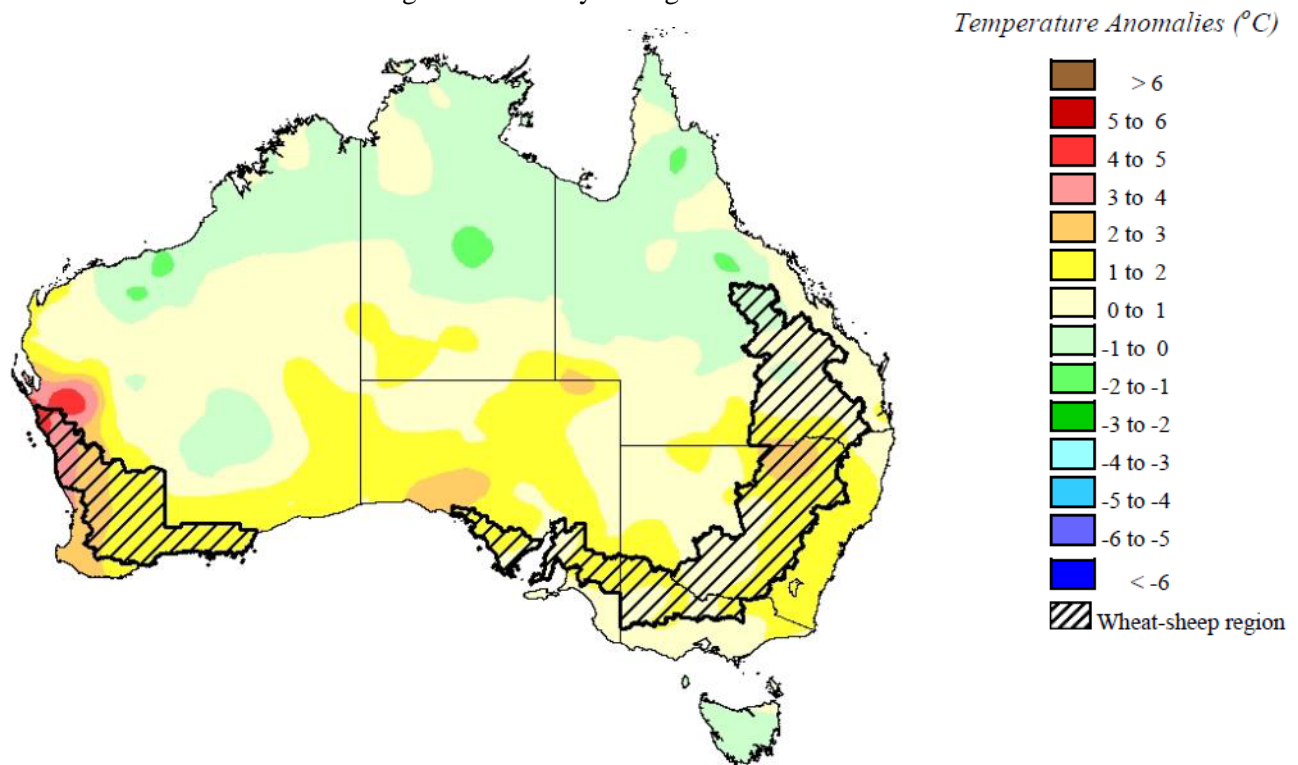 Temperature Anomalies (°C)
> 6
5 to 6
4 to 5
3 to 4
2 to 3
1 to 2
0 to 1
-1 to 0
-2 to -1
-3 to -2
-4 to -3
-5 to -4
-6 to -5
< -6
Wheat-sheep region